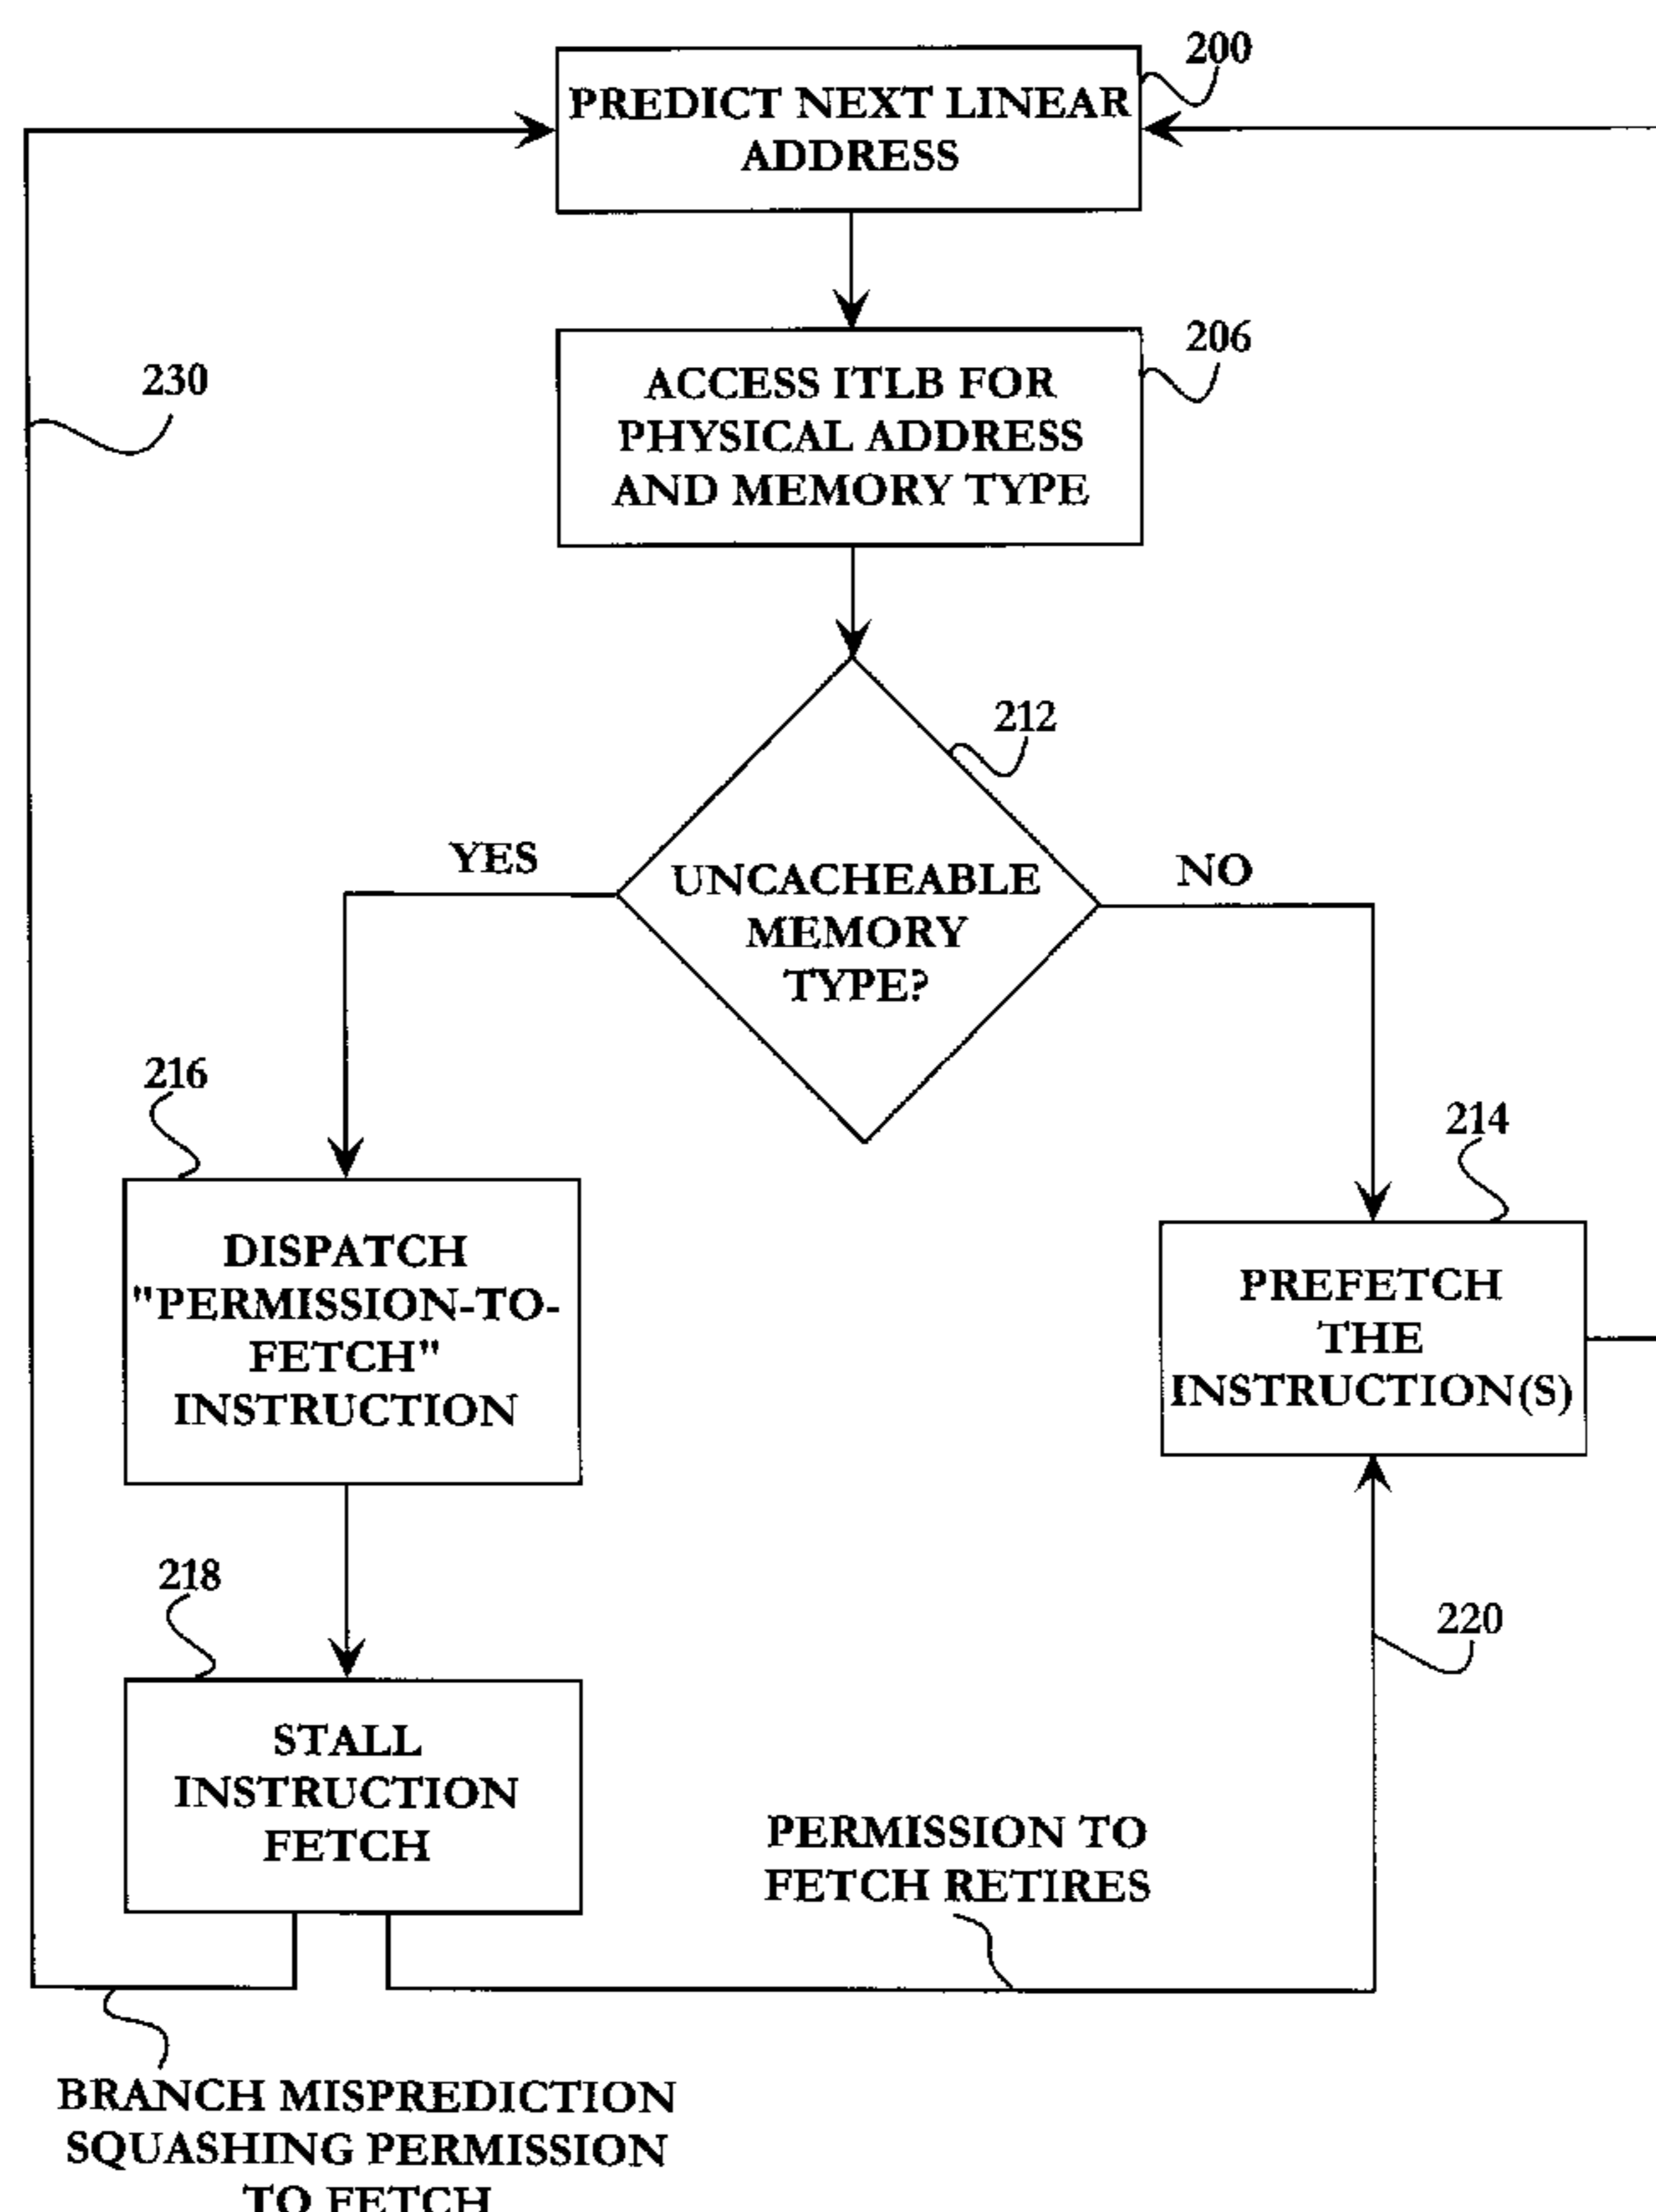 200
PREDICT NEXT LINEAR
ADDRESS
206
ACCESS ITLB FOR
PHYSICAL ADDRESS
AND MEMORY TYPE
230
212
UNCACHEABLE
MEMORY
TYPE?
YES
NO
216
DISPATCH
"PERMISSION-TO-
FETCH"
INSTRUCTION
214
PREFETCH
THE
INSTRUCTION(S)
218
STALL
INSTRUCTION
FETCH
220
PERMISSION TO
FETCH RETIRES
BRANCH MISPREDICTION
SQUASHING PERMISSION
TO FETCH